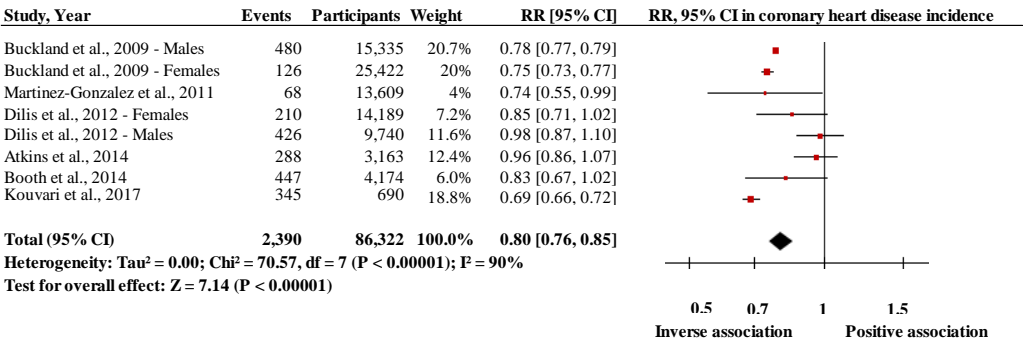 Study, Year Events Participants Weight RR [95% CI] RR, 95% CI in coronary heart disease incidence
Buckland et al., 2009 - Males 480 15,335 20.7% 0.78 [0.77, 0.79]
Buckland et al., 2009 - Females 126 25,422 20% 0.75 [0.73, 0.77]
Martinez-Gonzalez et al., 2011 68 13,609 4% 0.74 [0.55, 0.99]
Dilis et al., 2012 - Females 210 14,189 7.2% 0.85 [0.71, 1.02]
Dilis et al., 2012 - Males 426 9,740 11.6% 0.98 [0.87, 1.10]
Atkins et al., 2014 288 3,163 12.4% 0.96 [0.86, 1.07]
Booth et al., 2014 447 4,174 6.0% 0.83 [0.67, 1.02]
Kouvari et al., 2017 345 690 18.8% 0.69 [0.66, 0.72]
Total (95% CI) 2,390 86,322 100.0% 0.80 [0.76, 0.85]
Heterogeneity: Tau² = 0.00; Chi² = 70.57, df = 7 (P < 0.00001); I² = 90%
Test for overall effect: Z = 7.14 (P < 0.00001)
0.5 0.7 1 1.5
Inverse association Positive association